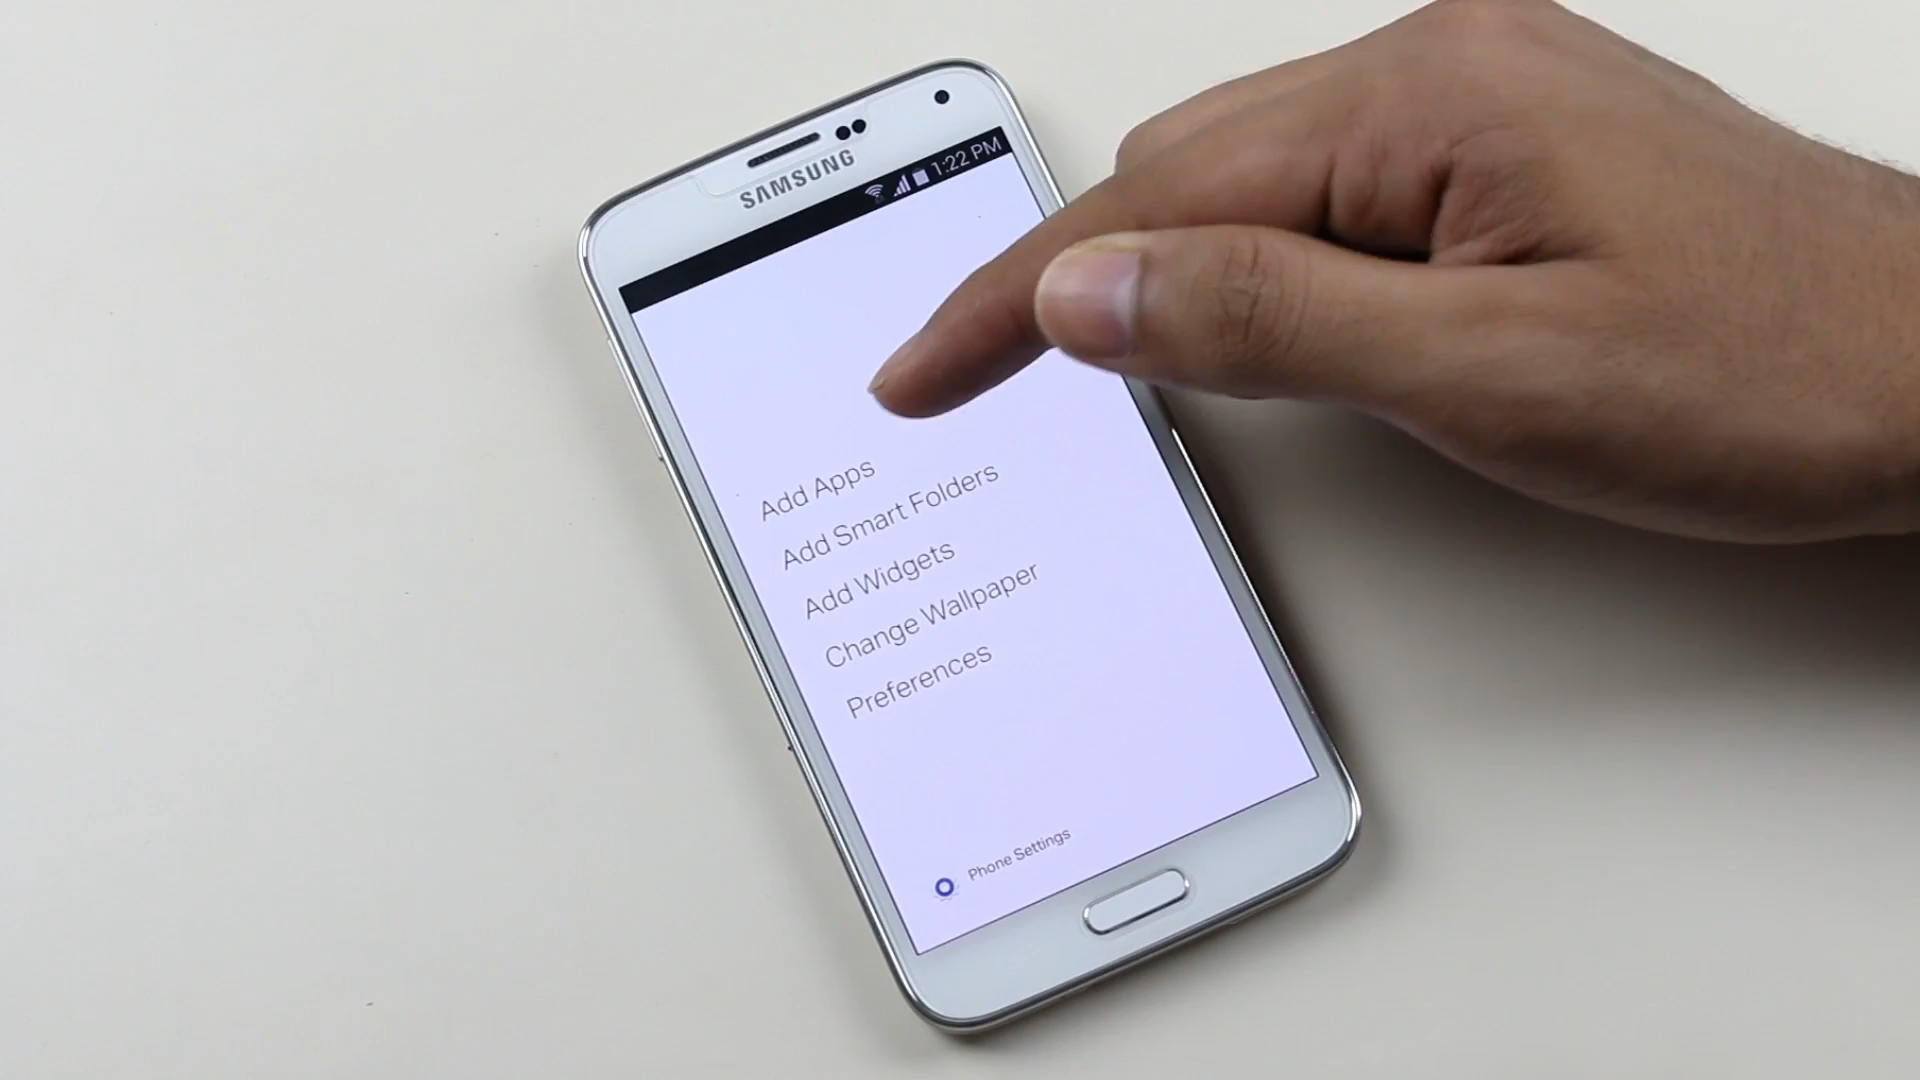 SAMSUNG
1:22 PM
Add Apps
Add Smart Folders
Add Widgets
Change Wallpaper
Preferences
Phone Settings